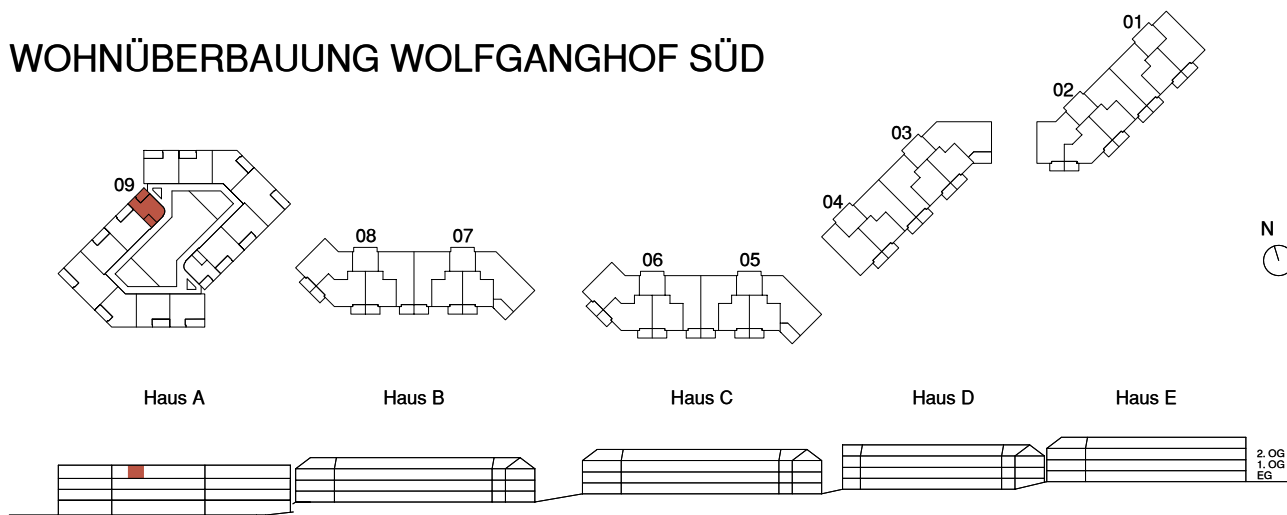 WOHNÜBERBAUUNG WOLFGANGHOF SÜD
01
02
03
04
09
08
07
06
05
N
Haus A
Haus B
Haus C
Haus D
Haus E
2. OG
1. OG
EG